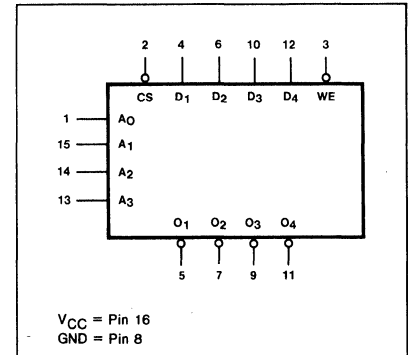 2 4 6 10 12 3
CS D1 D2 D3 D4 WE
1 A0
15 A1
14 A2
13 A3
O1 O2 O3 O4
5 7 9 11
VCC = Pin 16
GND = Pin 8